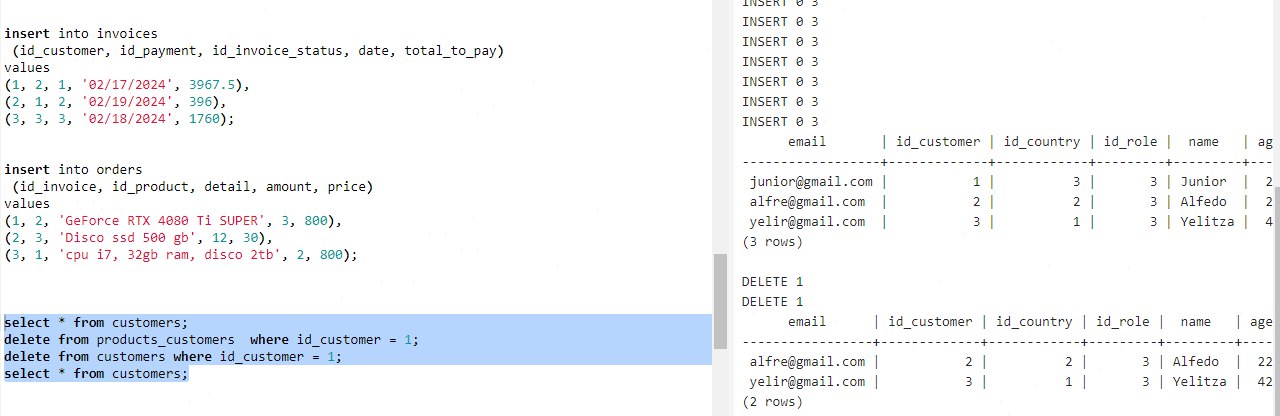 insert into invoices
(id_customer, id_payment, id_invoice_status, date, total_to_pay)
values
(1, 2, 1, '02/17/2024', 3967.5),
(2, 1, 2, '02/19/2024', 396),
(3, 3, 3, '02/18/2024', 1760);
insert into orders
(id_invoice, id_product, detail, amount, price)
values
(1, 2, 'GeForce RTX 4080 Ti SUPER', 3, 800),
(2, 3, 'Disco ssd 500 gb', 12, 30),
(3, 1, 'cpu i7, 32gb ram, disco 2tb', 2, 800);
select * from customers;
delete from products_customers  where id_customer = 1;
delete from customers where id_customer = 1;
select * from customers;
INSERT 0 3
INSERT 0 3
INSERT 0 3
INSERT 0 3
INSERT 0 3
INSERT 0 3
INSERT 0 3
email | id_customer | id_country | id_role | name | ag
------------------+-------------+------------+---------+---------+----
junior@gmail.com | 1 | 3 | 3 | Junior | 2
alfre@gmail.com | 2 | 2 | 3 | Alfedo | 2
yelir@gmail.com | 3 | 1 | 3 | Yelitza | 4
(3 rows)
DELETE 1
DELETE 1
email | id_customer | id_country | id_role | name | age
-----------------+-------------+------------+---------+---------+----
alfre@gmail.com | 2 | 2 | 3 | Alfedo | 22
yelir@gmail.com | 3 | 1 | 3 | Yelitza | 42
(2 rows)